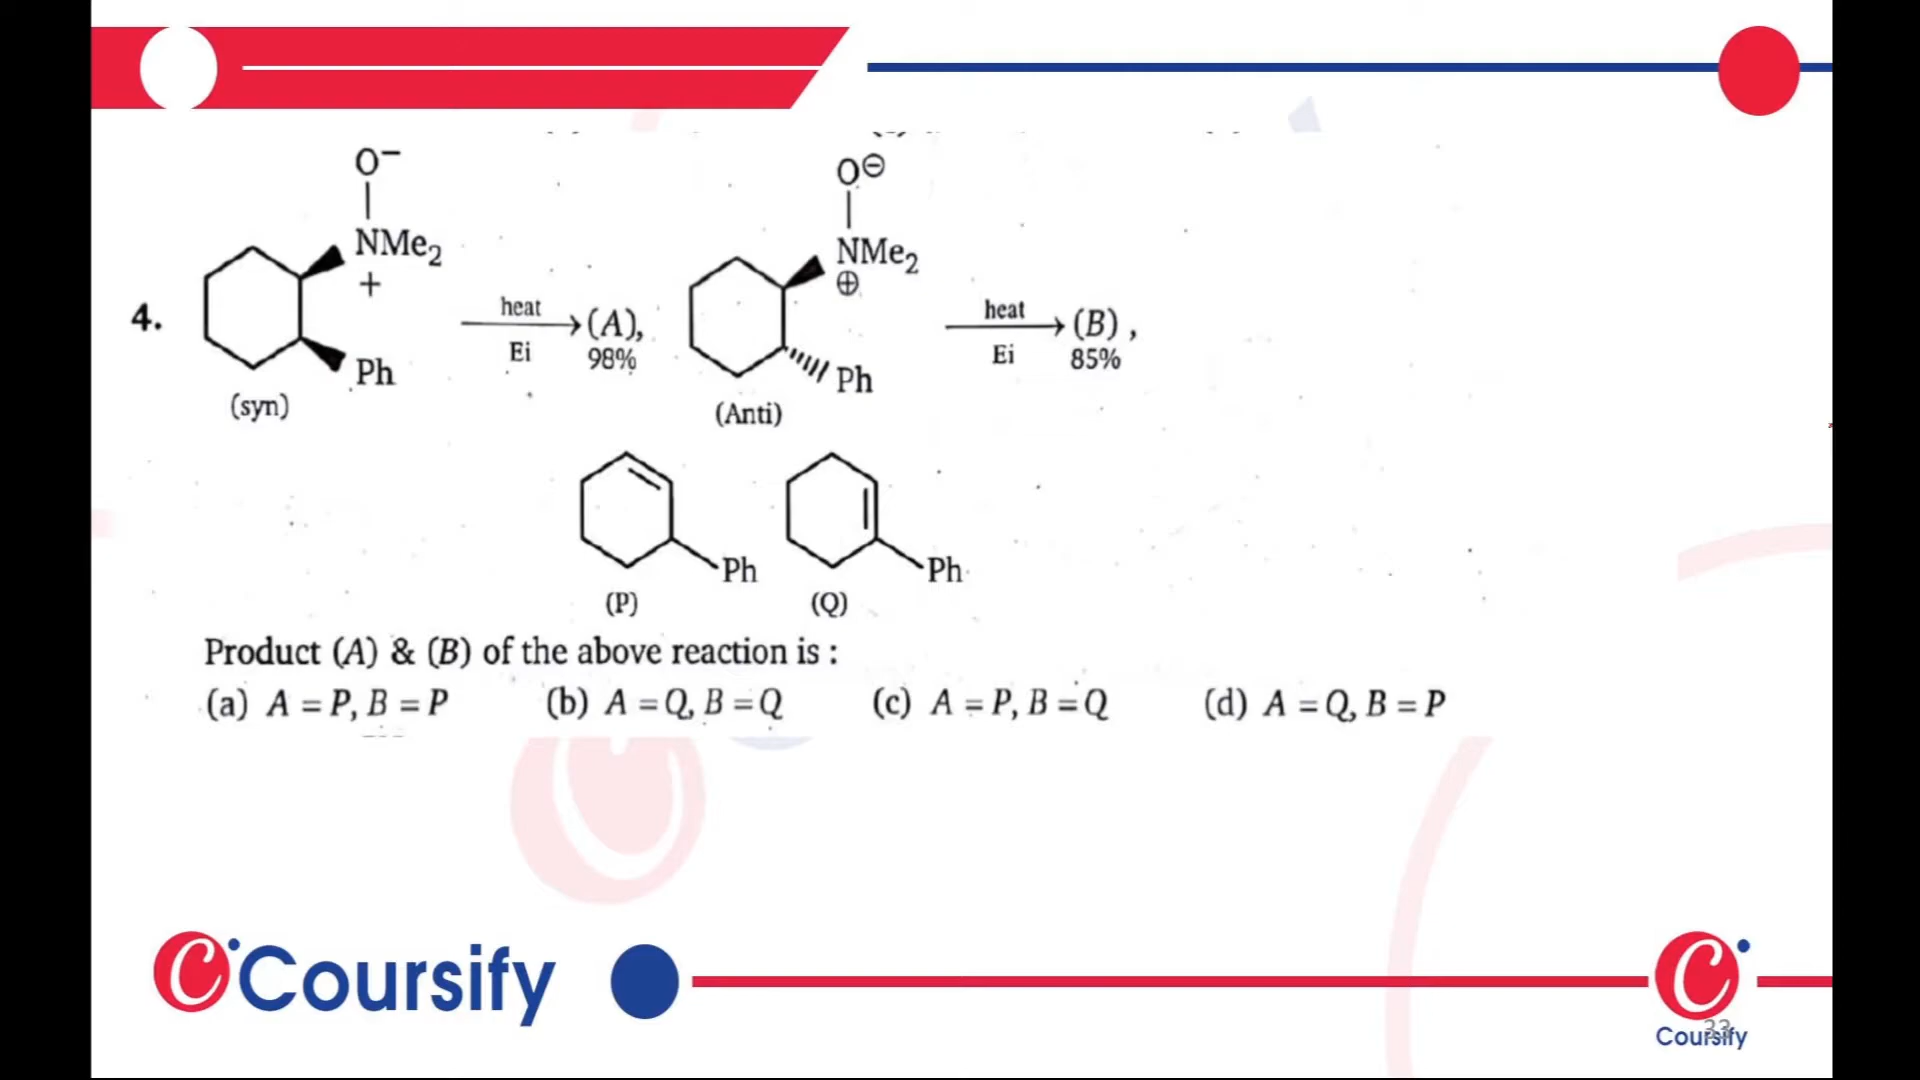 O⁻
NMe₂
+
4.
Ph
(syn)
heat
Ei
(A),
98%
O⊖
NMe₂
⊕
Ph
(Anti)
heat
Ei
(B),
85%
Ph
(P)
Ph
(Q)
Product (A) & (B) of the above reaction is :
(a) A = P, B = P (b) A = Q, B = Q (c) A = P, B = Q (d) A = Q, B = P
Coursify
33
Coursify